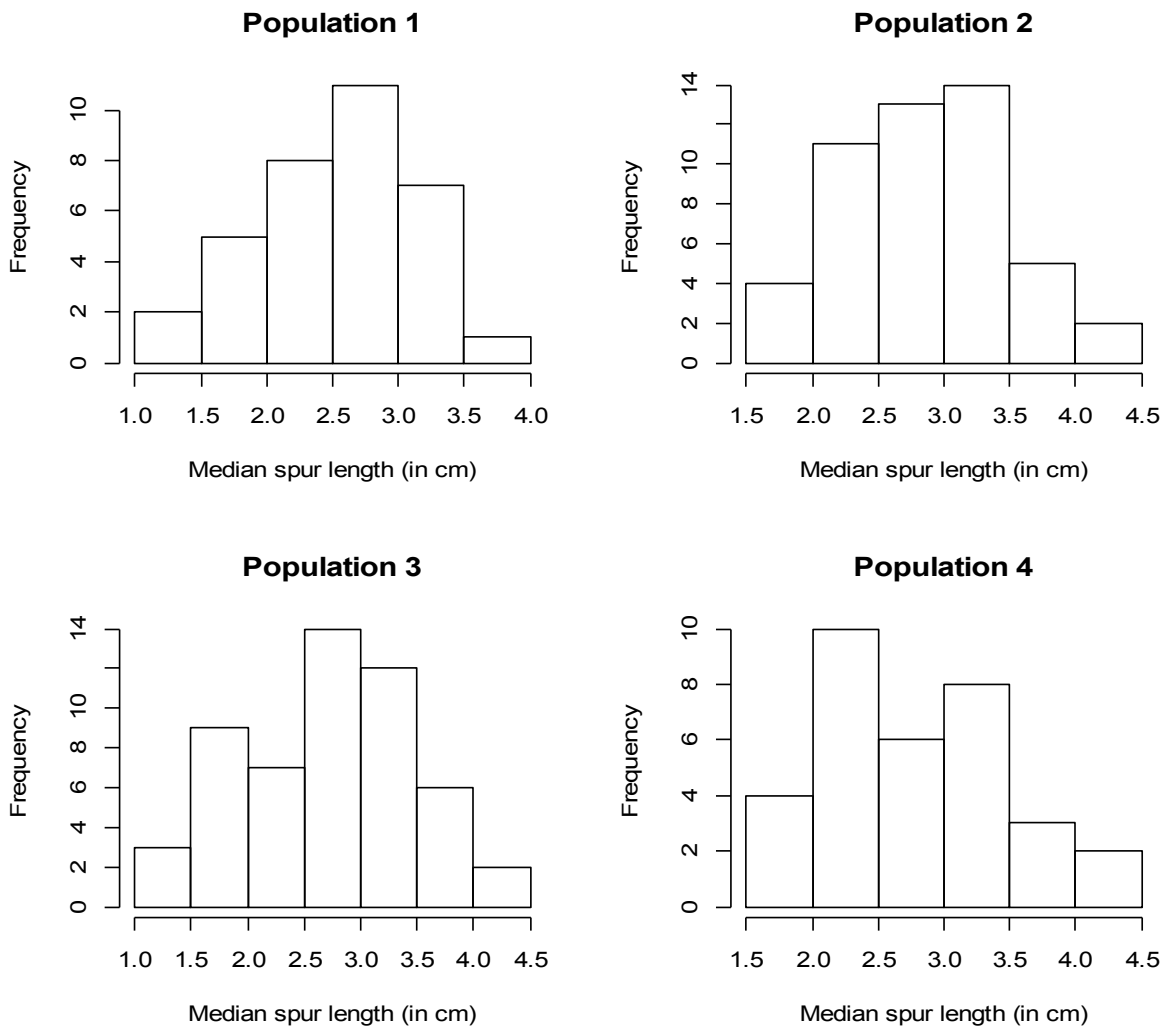 Population 1
Frequency
0 2 4 6 8 10
1.0 1.5 2.0 2.5 3.0 3.5 4.0
Median spur length (in cm)
Population 2
Frequency
0 2 4 6 8 10 14
1.5 2.0 2.5 3.0 3.5 4.0 4.5
Median spur length (in cm)
Population 3
Frequency
0 2 4 6 8 10 14
1.0 1.5 2.0 2.5 3.0 3.5 4.0 4.5
Median spur length (in cm)
Population 4
Frequency
0 2 4 6 8 10
1.5 2.0 2.5 3.0 3.5 4.0 4.5
Median spur length (in cm)